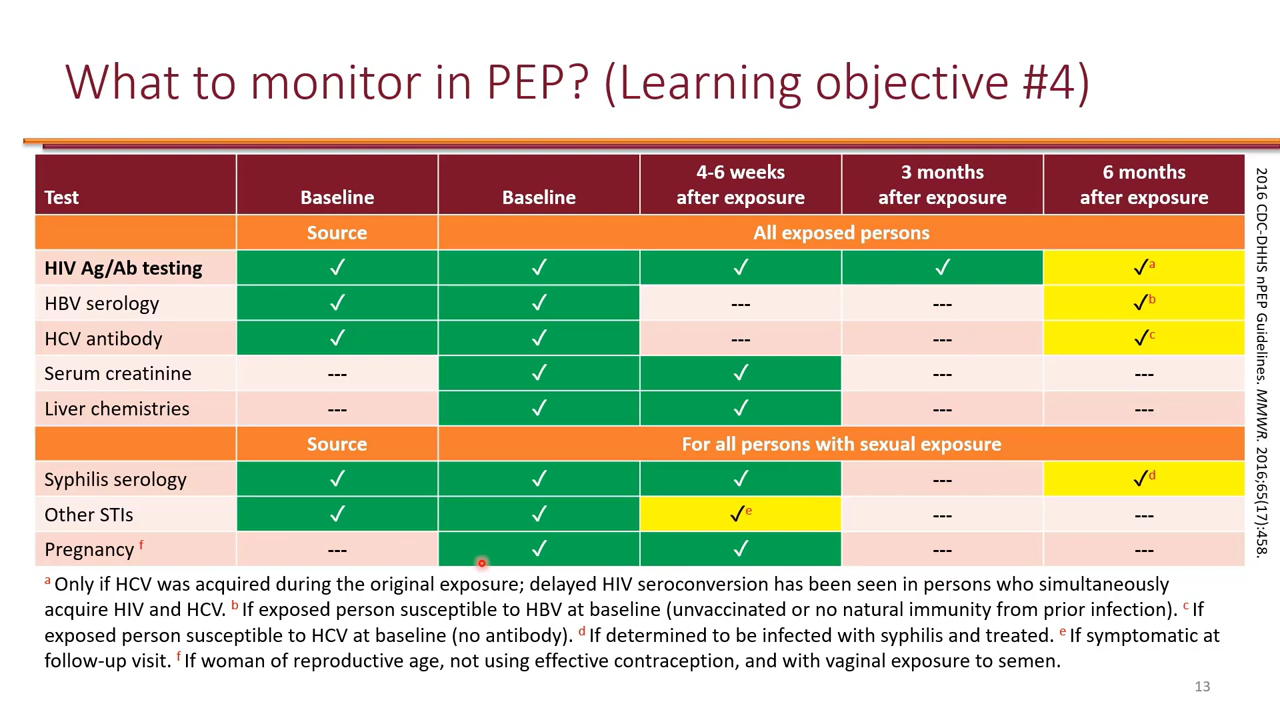 What to monitor in PEP? (Learning objective #4)
Test Baseline Baseline 4-6 weeks after exposure 3 months after exposure 6 months after exposure
Source All exposed persons
HIV Ag/Ab testing ✓ ✓ ✓ ✓ ✓a
HBV serology ✓ ✓ --- --- ✓b
HCV antibody ✓ ✓ --- --- ✓c
Serum creatinine --- ✓ ✓ --- ---
Liver chemistries --- ✓ ✓ --- ---
Source For all persons with sexual exposure
Syphilis serology ✓ ✓ ✓ --- ✓d
Other STIs ✓ ✓ ✓e --- ---
Pregnancy f --- ✓ ✓ --- ---
a Only if HCV was acquired during the original exposure; delayed HIV seroconversion has been seen in persons who simultaneously
acquire HIV and HCV. b If exposed person susceptible to HBV at baseline (unvaccinated or no natural immunity from prior infection). c If
exposed person susceptible to HCV at baseline (no antibody). d If determined to be infected with syphilis and treated. e If symptomatic at
follow-up visit. f If woman of reproductive age, not using effective contraception, and with vaginal exposure to semen.
2016 CDC-DHHS nPEP Guidelines. MMWR. 2016;65(17):458.
13